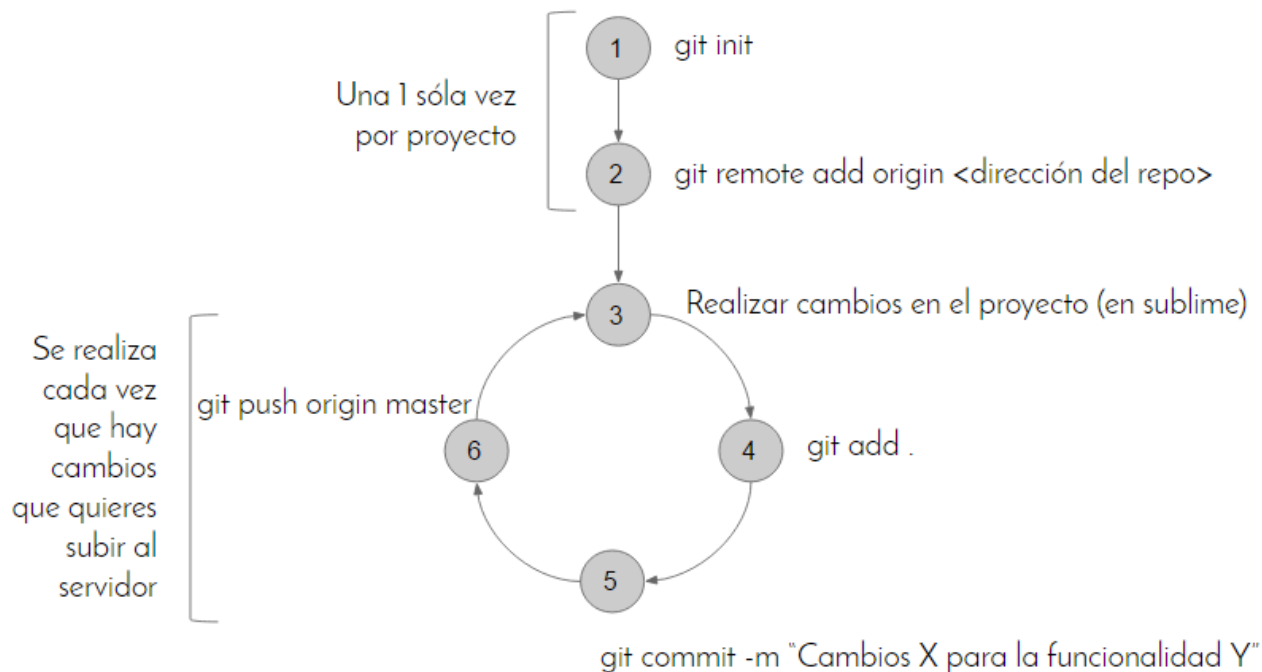 1
git init
Una 1 sóla vez
por proyecto
2
git remote add origin <dirección del repo>
3
Realizar cambios en el proyecto (en sublime)
Se realiza
cada vez
que hay
cambios
que quieres
subir al
servidor
git push origin master
6
4
git add .
5
git commit -m “Cambios X para la funcionalidad Y”